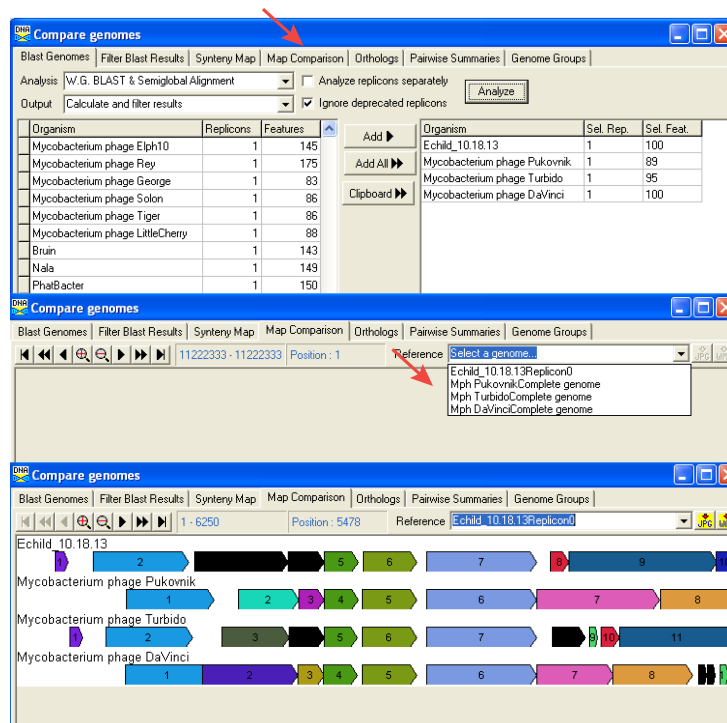 DNA Compare genomes
Blast Genomes Filter Blast Results Synteny Map Map Comparison Orthologs Pairwise Summaries Genome Groups
Analysis W.G. BLAST & Semiglobal Alignment Analyze replicons separately Analyze
Output Calculate and filter results Ignore deprecated replicons
Organism Replicons Features Add Organism Sel. Rep. Sel. Feat.
Mycobacterium phage Elph10 1 145 Echild_10.18.13 1 100
Mycobacterium phage Rey 1 175 Add All Mycobacterium phage Pukovnik 1 89
Mycobacterium phage George 1 83 Mycobacterium phage Turbido 1 95
Mycobacterium phage Solon 1 86 Clipboard Mycobacterium phage DaVinci 1 100
Mycobacterium phage Tiger 1 86
Mycobacterium phage LittleCherry 1 88
Bruin 1 143
Nala 1 149
PhatBacter 1 150
DNA Compare genomes
Blast Genomes Filter Blast Results Synteny Map Map Comparison Orthologs Pairwise Summaries Genome Groups
11222333 - 11222333 Position : 1 Reference Select a genome... JPG
Echild_10.18.13Replicon0
Mph PukovnikComplete genome
Mph TurbidoComplete genome
Mph DaVinciComplete genome
DNA Compare genomes
Blast Genomes Filter Blast Results Synteny Map Map Comparison Orthologs Pairwise Summaries Genome Groups
1 - 6250 Position : 5478 Reference Echild_10.18.13Replicon0 JPG
Echild_10.18.13
1 2 5 6 7 8 9 10
Mycobacterium phage Pukovnik
1 2 3 4 5 6 7 8
Mycobacterium phage Turbido
1 2 3 5 6 7 9 10 11
Mycobacterium phage DaVinci
1 2 3 4 5 6 7 8